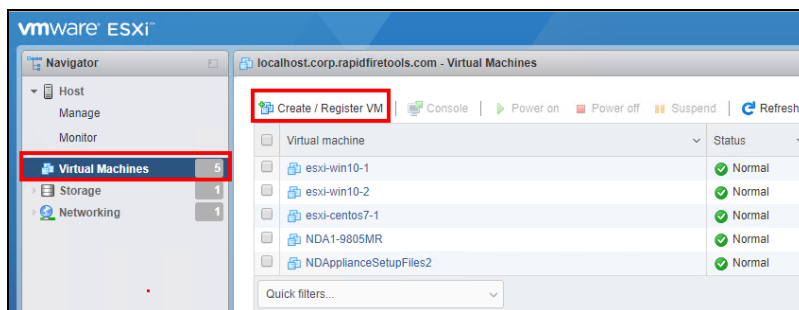 vmware ESXi™
Navigator
localhost.corp.rapidfiretools.com - Virtual Machines
Host
Manage
Monitor
Virtual Machines 5
Storage 1
Networking 1
Create / Register VM | Console | Power on Power off Suspend | Refresh
Virtual machine Status
esxi-win10-1 Normal
esxi-win10-2 Normal
esxi-centos7-1 Normal
NDA1-9805MR Normal
NDApplianceSetupFiles2 Normal
Quick filters...